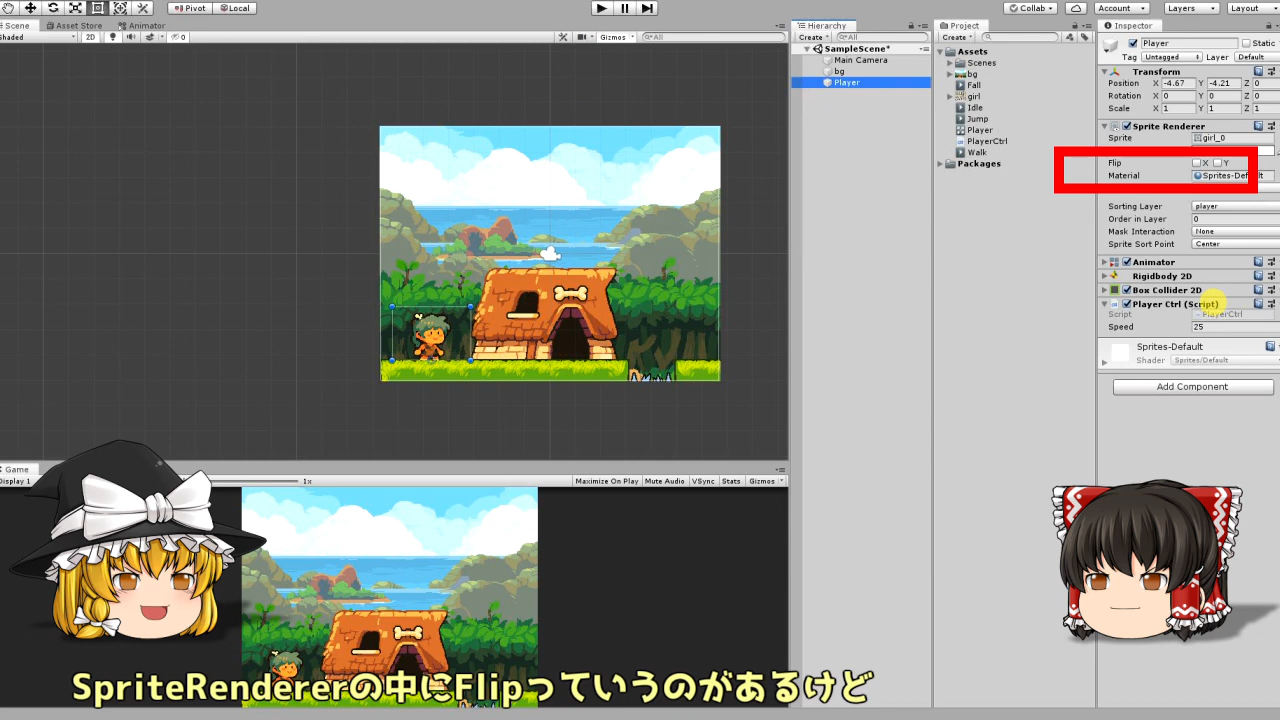 Pivot Local Collab Account Layers Layout
Scene Asset Store Animator
Shaded 2D 0 Gizmos All
Hierarchy
Create All
SampleScene*
Main Camera
bg
Player
Project
Create
Assets
Scenes
bg
Fall
girl
Idle
Jump
Player
PlayerCtrl
Walk
Packages
Inspector
Player Static
Tag Untagged Layer Default
Transform
Position X -4.67 Y -4.21 Z 0
Rotation X 0 Y 0 Z 0
Scale X 1 Y 1 Z 1
Sprite Renderer
Sprite girl_0
Flip X Y
Material
Sorting Layer player
Order in Layer 0
Mask Interaction None
Sprite Sort Point Center
Animator
Rigidbody 2D
Box Collider 2D
Player Ctrl (Script)
Script PlayerCtrl
Speed 25
Sprites-Default
Shader Sprites/Default
Add Component
Game
Display 1 1x Maximize On Play Mute Audio VSync Stats Gizmos
SpriteRendererの中にFlipっていうのがあるけど